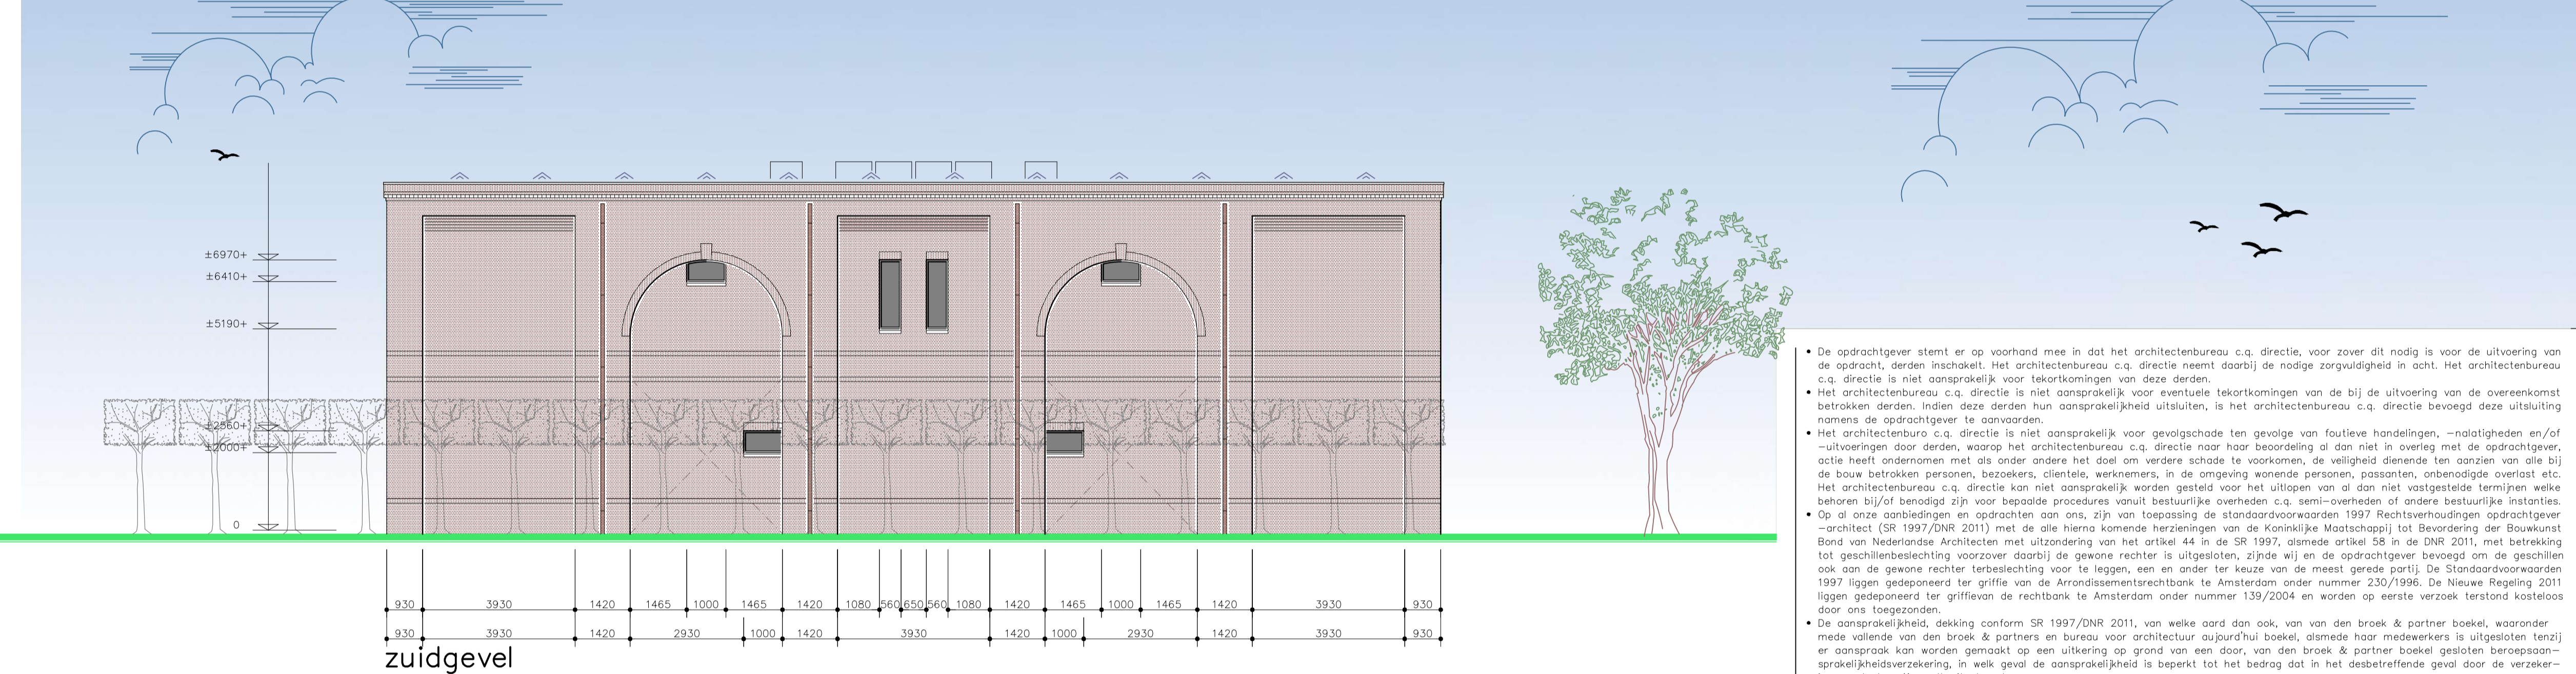 ±6970+
±6410+
±5190+
±2560+
±2000+
0
930 3930 1420 1465 1000 1465 1420 1080 560 650 560 1080 1420 1465 1000 1465 1420 3930 930
930 3930 1420 2930 1000 1420 3930 1420 1000 2930 1420 3930 930
zuidgevel
• De opdrachtgever stemt er op voorhand mee in dat het architectenbureau c.q. directie, voor zover dit nodig is voor de uitvoering van
de opdracht, derden inschakelt. Het architectenbureau c.q. directie neemt daarbij de nodige zorgvuldigheid in acht. Het architectenbureau
c.q. directie is niet aansprakelijk voor tekortkomingen van deze derden.
• Het architectenbureau c.q. directie is niet aansprakelijk voor eventuele tekortkomingen van de bij de uitvoering van de overeenkomst
betrokken derden. Indien deze derden hun aansprakelijkheid uitsluiten, is het architectenbureau c.q. directie bevoegd deze uitsluiting
namens de opdrachtgever te aanvaarden.
• Het architectenburo c.q. directie is niet aansprakelijk voor gevolgschade ten gevolge van foutieve handelingen, -nalatigheden en/of
-uitvoeringen door derden, waarop het architectenbureau c.q. directie naar haar beoordeling al dan niet in overleg met de opdrachtgever,
actie heeft ondernomen met als onder andere het doel om verdere schade te voorkomen, de veiligheid dienende ten aanzien van alle bij
de bouw betrokken personen, bezoekers, clientele, werknemers, in de omgeving wonende personen, passanten, onbenodigde overlast etc.
Het architectenbureau c.q. directie kan niet aansprakelijk worden gesteld voor het uitlopen van al dan niet vastgestelde termijnen welke
behoren bij/of benodigd zijn voor bepaalde procedures vanuit bestuurlijke overheden c.q. semi-overheden of andere bestuurlijke instanties.
• Op al onze aanbiedingen en opdrachten aan ons, zijn van toepassing de standaardvoorwaarden 1997 Rechtsverhoudingen opdrachtgever
-architect (SR 1997/DNR 2011) met de alle hierna komende herzieningen van de Koninklijke Maatschappij tot Bevordering der Bouwkunst
Bond van Nederlandse Architecten met uitzondering van het artikel 44 in de SR 1997, alsmede artikel 58 in de DNR 2011, met betrekking
tot geschillenbeslechting voorzover daarbij de gewone rechter is uitgesloten, zijnde wij en de opdrachtgever bevoegd om de geschillen
ook aan de gewone rechter terbeslechting voor te leggen, een en ander ter keuze van de meest gerede partij. De Standaardvoorwaarden
1997 liggen gedeponeerd ter griffie van de Arrondissementsrechtbank te Amsterdam onder nummer 230/1996. De Nieuwe Regeling 2011
liggen gedeponeerd ter griffievan de rechtbank te Amsterdam onder nummer 139/2004 en worden op eerste verzoek terstond kosteloos
door ons toegezonden.
• De aansprakelijkheid, dekking conform SR 1997/DNR 2011, van welke aard dan ook, van van den broek & partner boekel, waaronder
mede vallende van den broek & partners en bureau voor architectuur aujourd'hui boekel, alsmede haar medewerkers is uitgesloten tenzij
er aanspraak kan worden gemaakt op een uitkering op grond van een door, van den broek & partner boekel gesloten beroepsaan-
sprakelijkheidsverzekering, in welk geval de aansprakelijkheid is beperkt tot het bedrag dat in het desbetreffende geval door de verzeker-